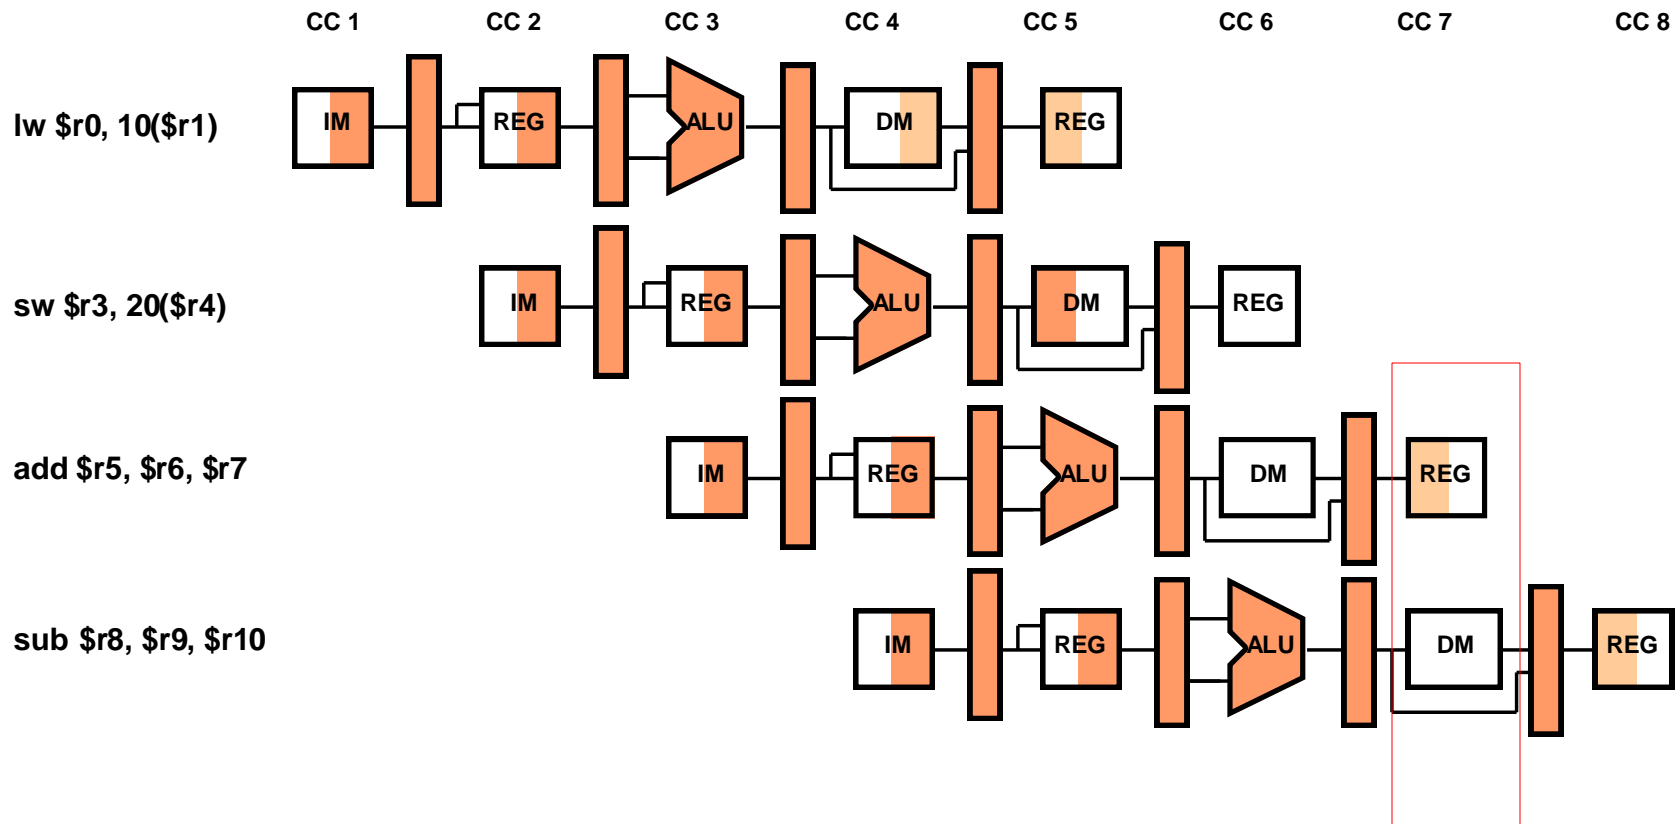 CC 1 CC 2 CC 3 CC 4 CC 5 CC 6 CC 7 CC 8
lw $r0, 10($r1) IM REG ALU DM REG
sw $r3, 20($r4) IM REG ALU DM REG
add $r5, $r6, $r7 IM REG ALU DM REG
sub $r8, $r9, $r10 IM REG ALU DM REG